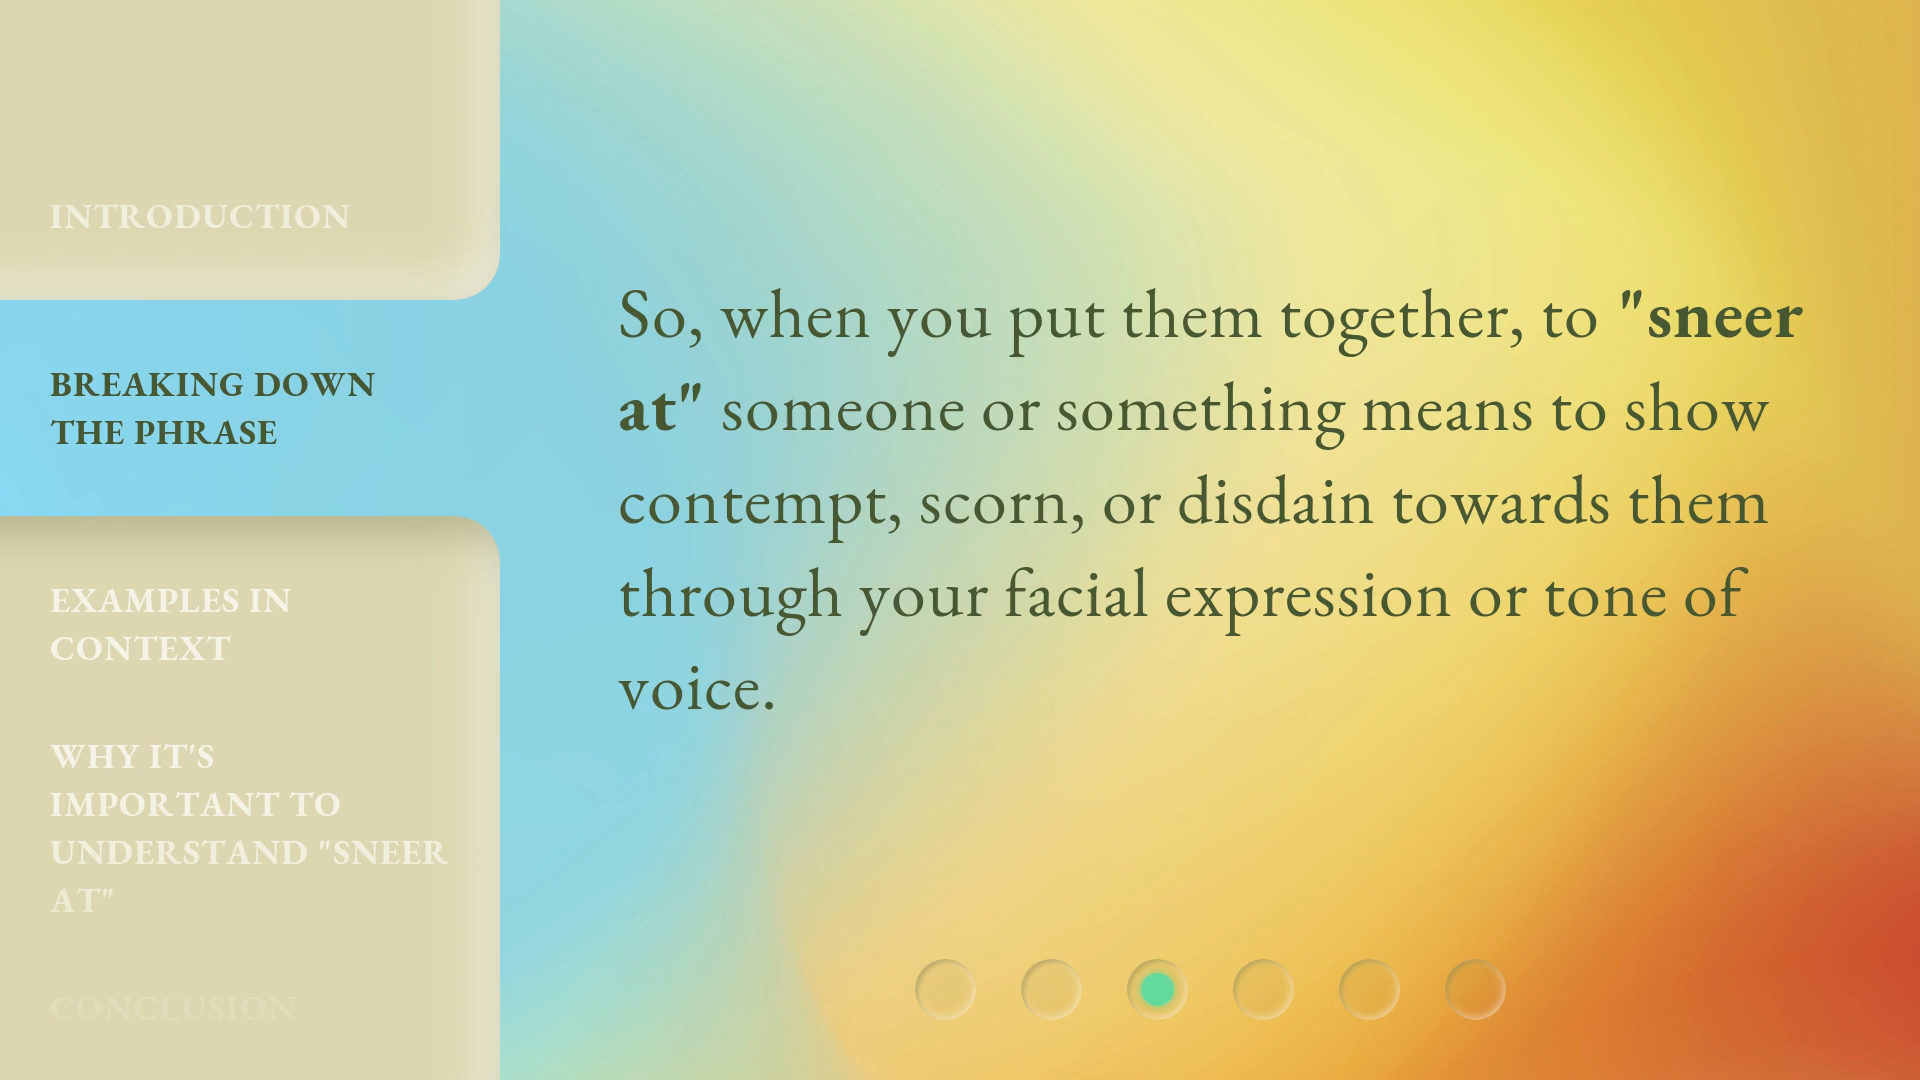 INTRODUCTION
BREAKING DOWN
THE PHRASE
EXAMPLES IN
CONTEXT
WHY IT'S
IMPORTANT TO
UNDERSTAND "SNEER
AT"
CONCLUSION
So, when you put them together, to "sneer
at" someone or something means to show
contempt, scorn, or disdain towards them
through your facial expression or tone of
voice.